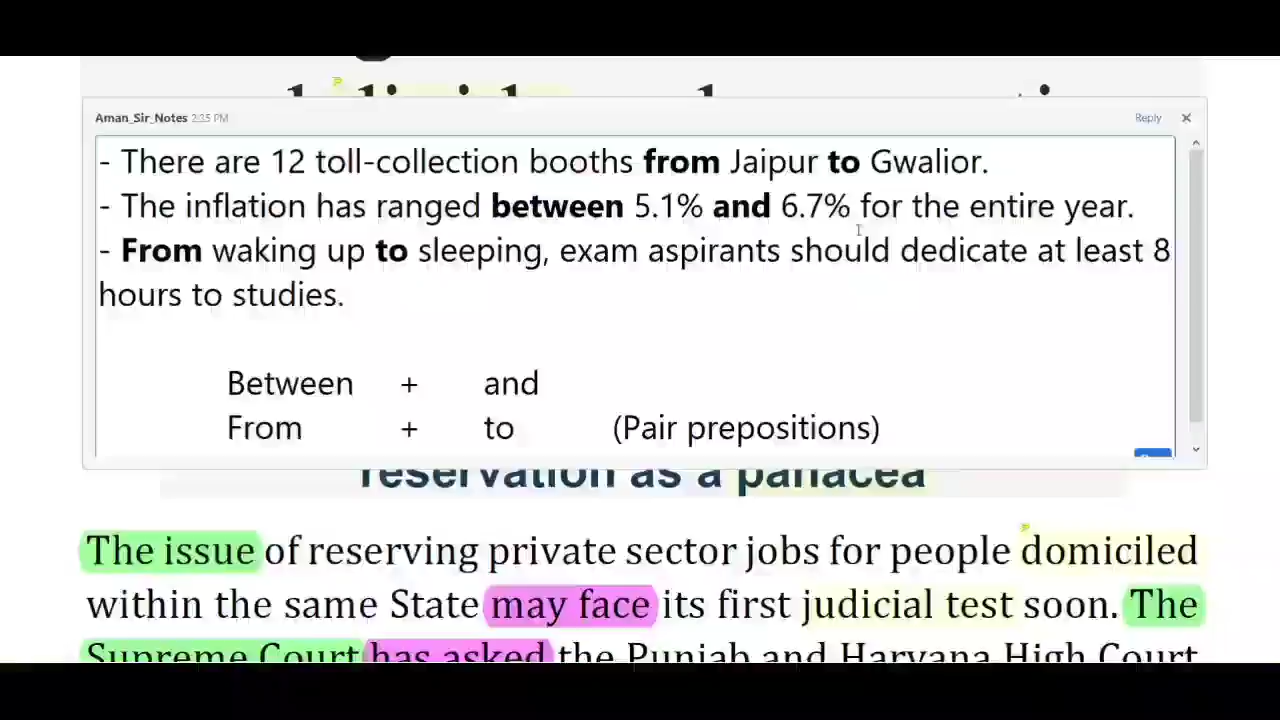 Aman_Sir_Notes 2:35 PM Reply
- There are 12 toll-collection booths from Jaipur to Gwalior.
- The inflation has ranged between 5.1% and 6.7% for the entire year.
- From waking up to sleeping, exam aspirants should dedicate at least 8
hours to studies.
Between + and
From + to (Pair prepositions)
reservation as a panacea
The issue of reserving private sector jobs for people domiciled
within the same State may face its first judicial test soon. The
Supreme Court has asked the Punjab and Haryana High Court